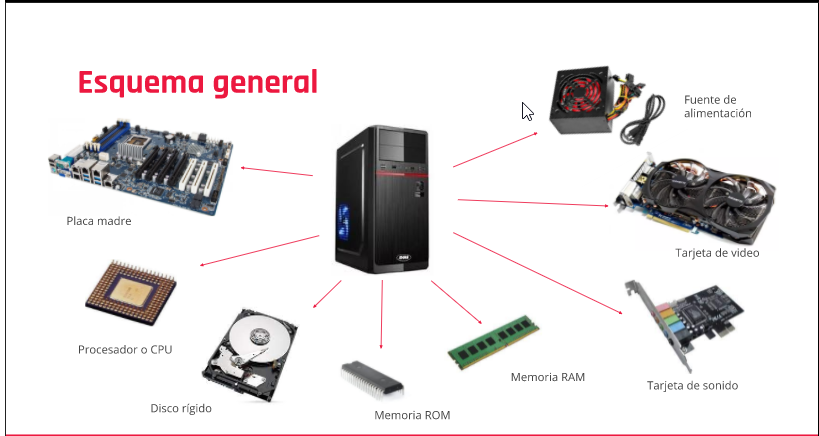 Esquema general
Fuente de
alimentación
Placa madre
Tarjeta de video
Procesador o CPU
Disco rígido
Memoria ROM
Memoria RAM
Tarjeta de sonido